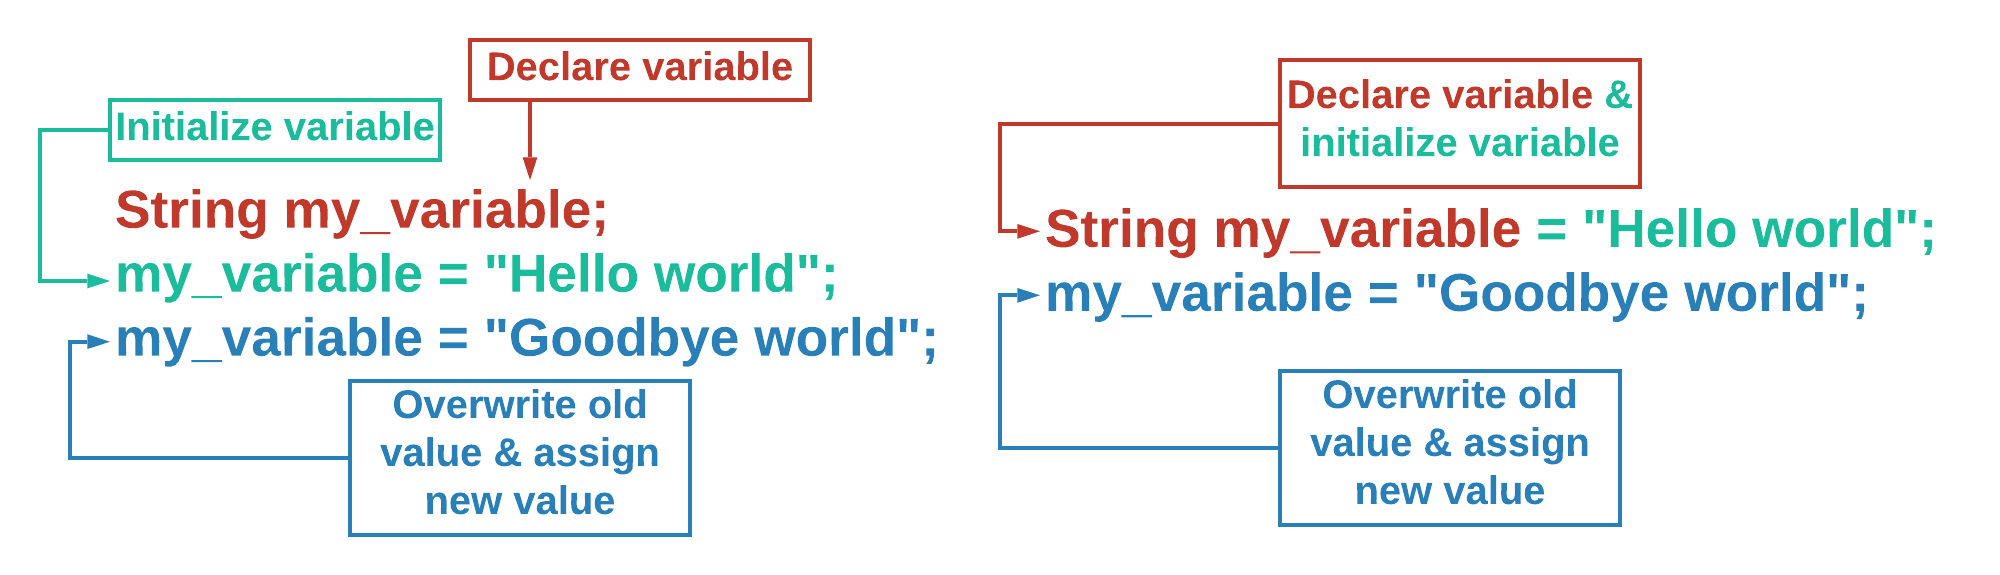 Declare variable
Initialize variable
String my_variable;
my_variable = "Hello world";
my_variable = "Goodbye world";
Overwrite old
value & assign
new value
Declare variable &
initialize variable
String my_variable = "Hello world";
my_variable = "Goodbye world";
Overwrite old
value & assign
new value